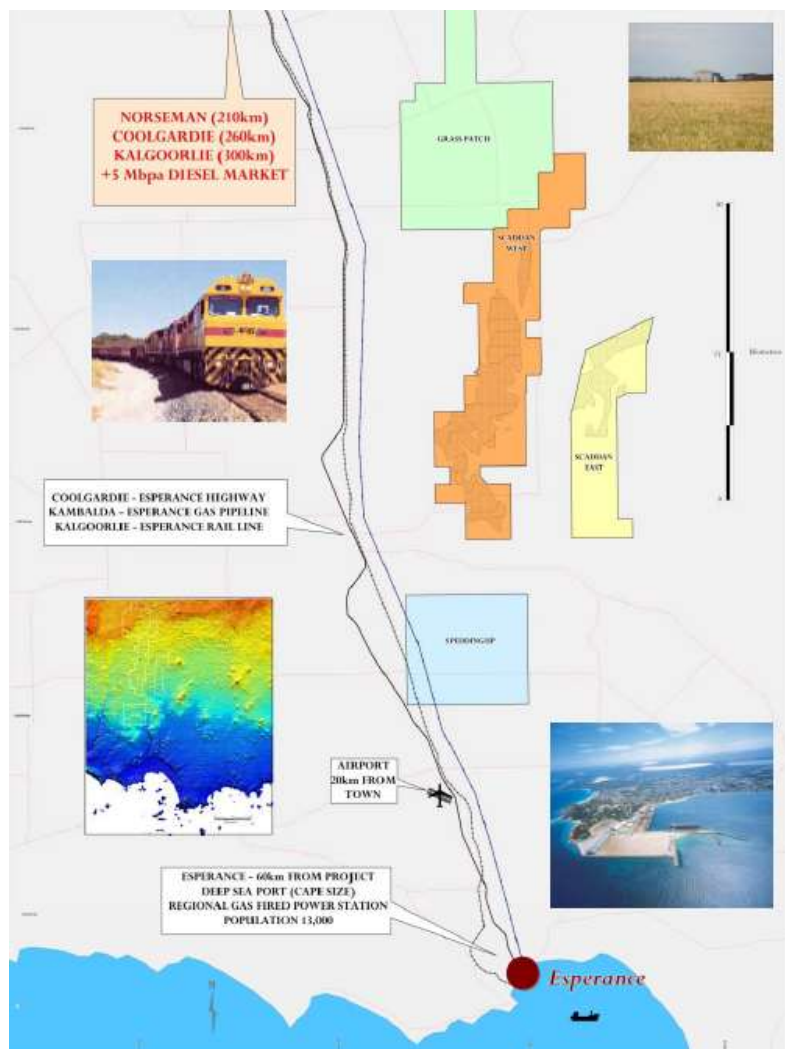 NORSEMAN (210km)
COOLGARDIE (260km)
KALGOORLIE (300km)
+5 Mbpa DIESEL MARKET
GRASS PATCH
SCADDAN
WEST
Kilometres
SCADDAN
EAST
COOLGARDIE - ESPERANCE HIGHWAY
KAMBALDA - ESPERANCE GAS PIPELINE
KALGOORLIE - ESPERANCE RAIL LINE
SPEDDINGUP
AIRPORT
20km FROM
TOWN
ESPERANCE - 60km FROM PROJECT
DEEP SEA PORT (CAPE SIZE)
REGIONAL GAS FIRED POWER STATION
POPULATION 13,000
Esperance
N